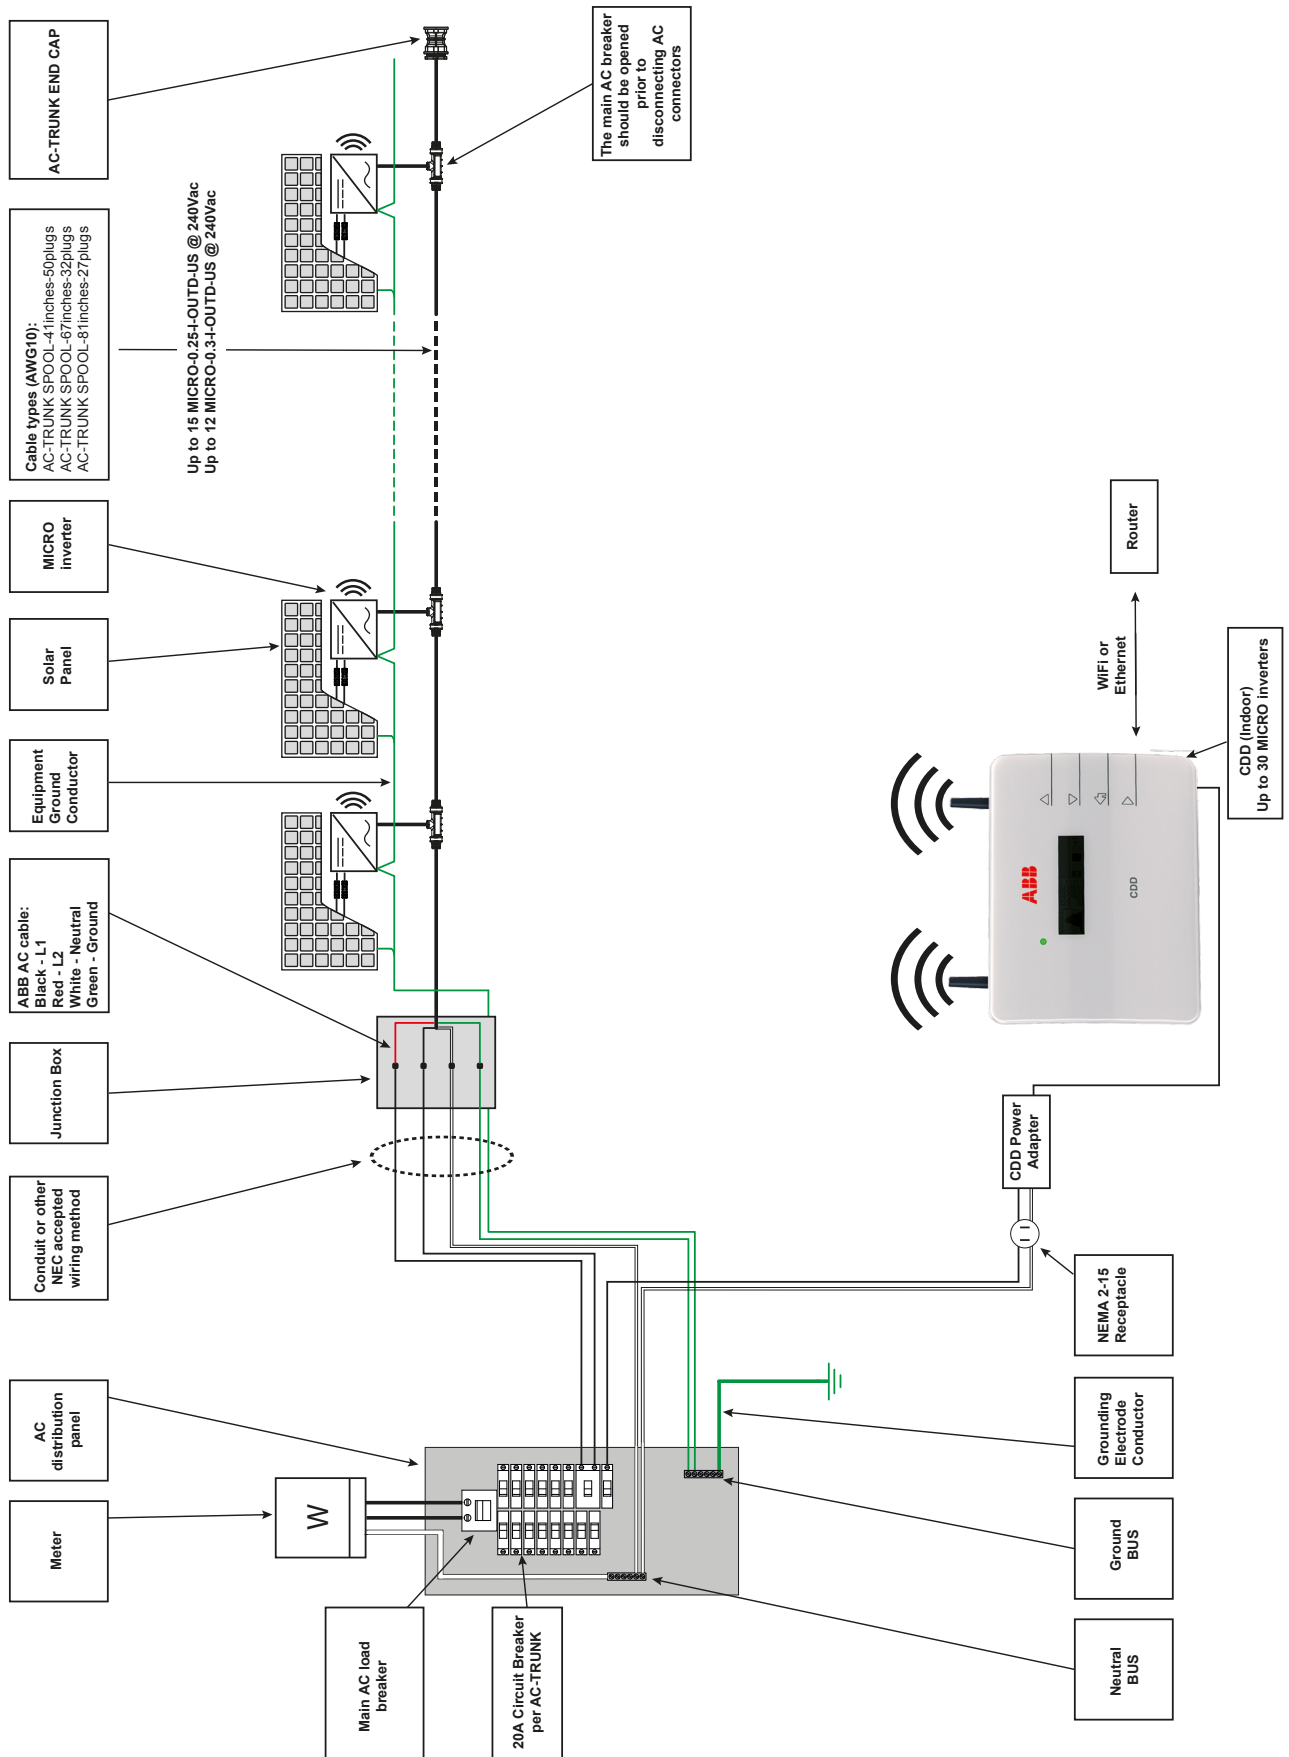 Meter
AC
distribution
panel
Conduit or other
NEC accepted
wiring method
Junction Box
ABB AC cable:
Black - L1
Red - L2
White - Neutral
Green - Ground
Equipment
Ground
Conductor
Solar
Panel
MICRO
inverter
Cable types (AWG10):
AC-TRUNK SPOOL-41inches-50plugs
AC-TRUNK SPOOL-67inches-32plugs
AC-TRUNK SPOOL-81inches-27plugs
AC-TRUNK END CAP
Up to 15 MICRO-0.25-I-OUTD-US @ 240Vac
Up to 12 MICRO-0.3-I-OUTD-US @ 240Vac
W
Main AC load
breaker
20A Circuit Breaker
per AC-TRUNK
The main AC breaker
should be opened
prior to
disconnecting AC
connectors
ABB
CDD
CDD Power
Adapter
WiFi or
Ethernet
Router
Neutral
BUS
Ground
BUS
Grounding
Electrode
Conductor
NEMA 2-15
Receptacle
CDD (Indoor)
Up to 30 MICRO inverters